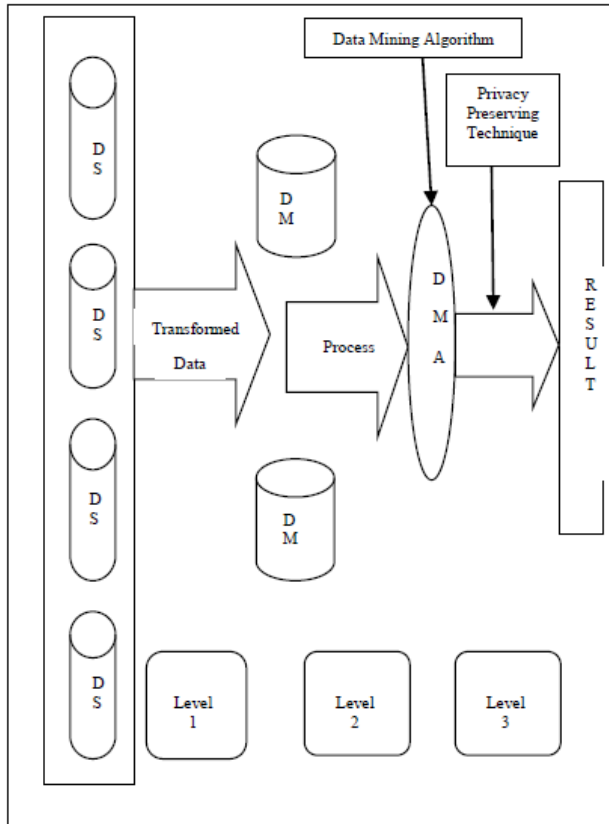 Data Mining Algorithm
Privacy
Preserving
Technique
D
S
D
S
D
S
D
S
Transformed
Data
D
M
D
M
Process
D
M
A
R
E
S
U
L
T
Level
1
Level
2
Level
3